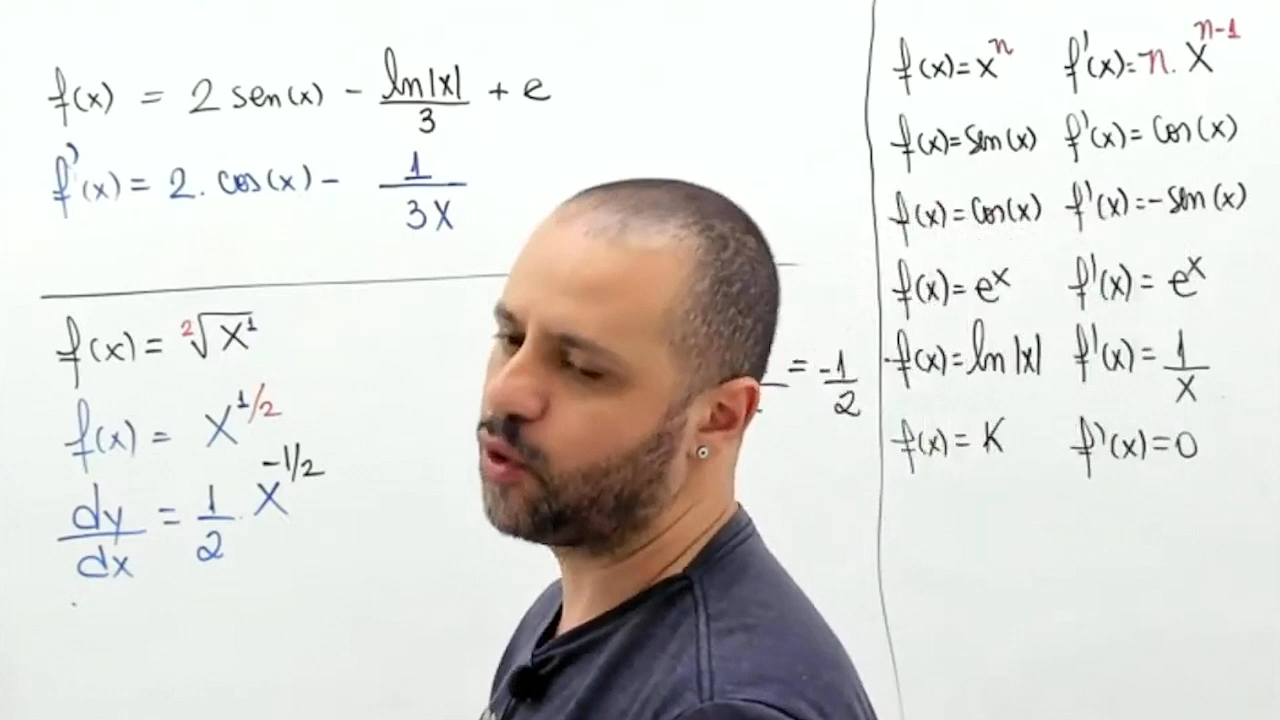 f(x) = 2 sen(x) - ln|x|/3 + e
f'(x) = 2. cos(x) - 1/3x
f(x) = ²√x¹
f(x) = x^1/2
dy/dx = 1/2 . x^-1/2
= -1/2
f(x)=x^n f'(x)=n.x^n-1
f(x)=sen(x) f'(x)=cos(x)
f(x)=cos(x) f'(x)=-sen(x)
f(x)=e^x f'(x)=e^x
f(x)=ln|x| f'(x)=1/x
f(x)=K f'(x)=0